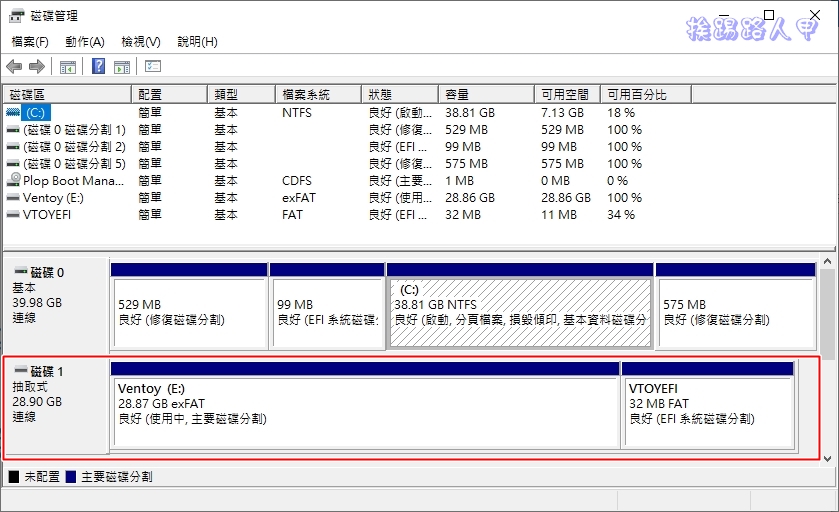 磁碟管理
挨踢路人甲
檔案(F) 動作(A) 檢視(V) 說明(H)
磁碟區 配置 類型 檔案系統 狀態 容量 可用空間 可用百分比
(C:) 簡單 基本 NTFS 良好 (啟動... 38.81 GB 7.13 GB 18 %
(磁碟 0 磁碟分割 1) 簡單 基本 良好 (修復... 529 MB 529 MB 100 %
(磁碟 0 磁碟分割 2) 簡單 基本 良好 (EFI ... 99 MB 99 MB 100 %
(磁碟 0 磁碟分割 5) 簡單 基本 良好 (修復... 575 MB 575 MB 100 %
Plop Boot Mana... 簡單 基本 CDFS 良好 (主要... 1 MB 0 MB 0 %
Ventoy (E:) 簡單 基本 exFAT 良好 (使用... 28.86 GB 28.86 GB 100 %
VTOYEFI 簡單 基本 FAT 良好 (EFI ... 32 MB 11 MB 34 %
磁碟 0
基本
39.98 GB
連線
529 MB
良好 (修復磁碟分割)
99 MB
良好 (EFI 系統磁碟
(C:)
38.81 GB NTFS
良好 (啟動, 分頁檔案, 損毀傾印, 基本資料磁碟分
575 MB
良好 (修復磁碟分割)
磁碟 1
抽取式
28.90 GB
連線
Ventoy (E:)
28.87 GB exFAT
良好 (使用中, 主要磁碟分割)
VTOYEFI
32 MB FAT
良好 (EFI 系統磁碟分割)
未配置 主要磁碟分割